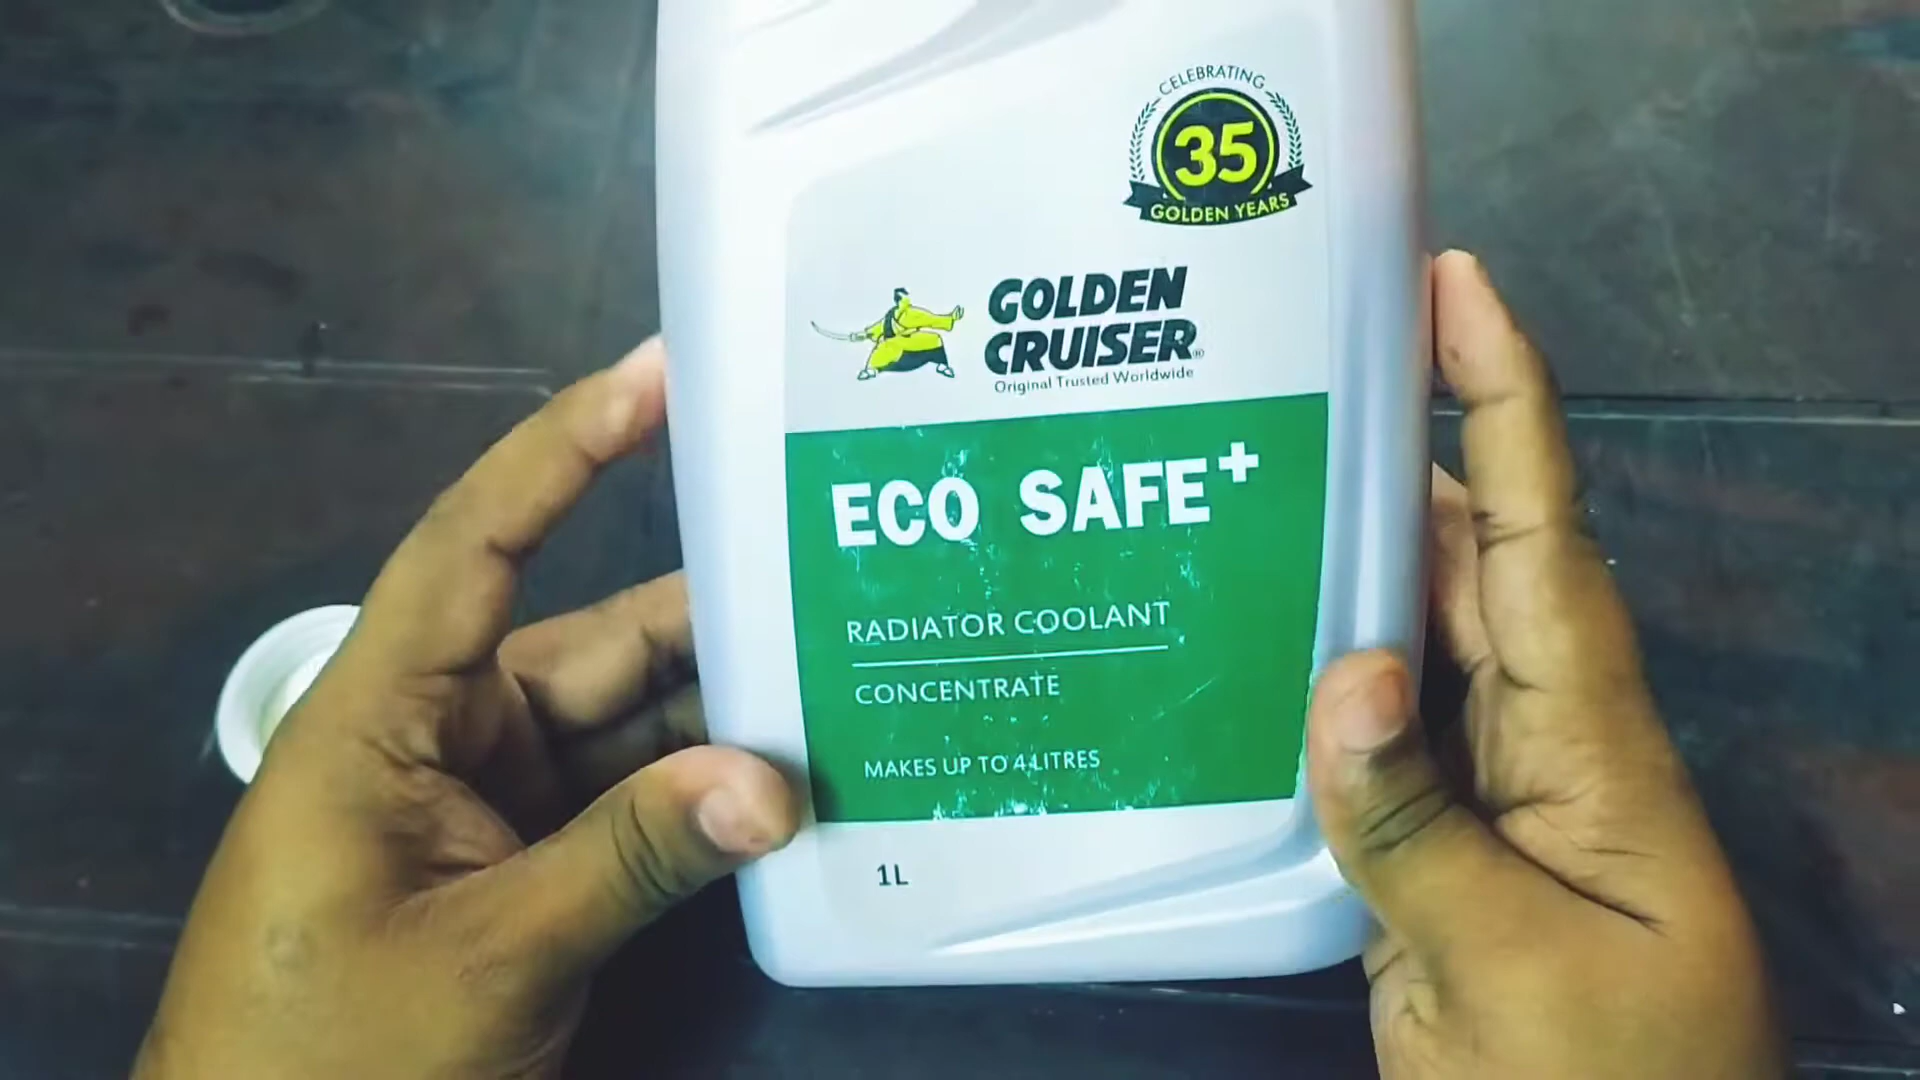 CELEBRATING
35
GOLDEN YEARS
GOLDEN
CRUISER®
Original Trusted Worldwide
ECO SAFE+
RADIATOR COOLANT
CONCENTRATE
MAKES UP TO 4 LITRES
1L